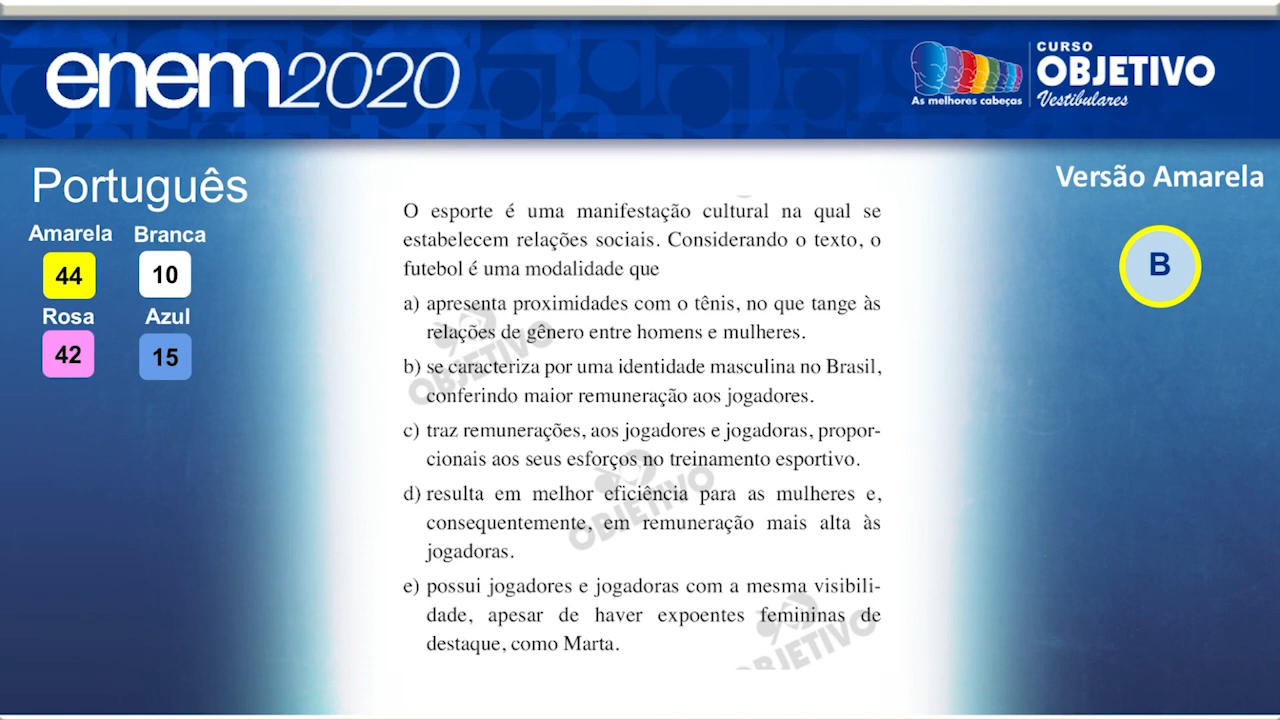 enem2020
CURSO
OBJETIVO
Vestibulares
As melhores cabeças
Português
Versão Amarela
Amarela Branca
44 10
Rosa Azul
42 15
B
O esporte é uma manifestação cultural na qual se
estabelecem relações sociais. Considerando o texto, o
futebol é uma modalidade que
a) apresenta proximidades com o tênis, no que tange às
relações de gênero entre homens e mulheres.
b) se caracteriza por uma identidade masculina no Brasil,
conferindo maior remuneração aos jogadores.
c) traz remunerações, aos jogadores e jogadoras, propor-
cionais aos seus esforços no treinamento esportivo.
d) resulta em melhor eficiência para as mulheres e,
consequentemente, em remuneração mais alta às
jogadoras.
e) possui jogadores e jogadoras com a mesma visibili-
dade, apesar de haver expoentes femininas de
destaque, como Marta.
OBJETIVO
OBJETIVO
OBJETIVO